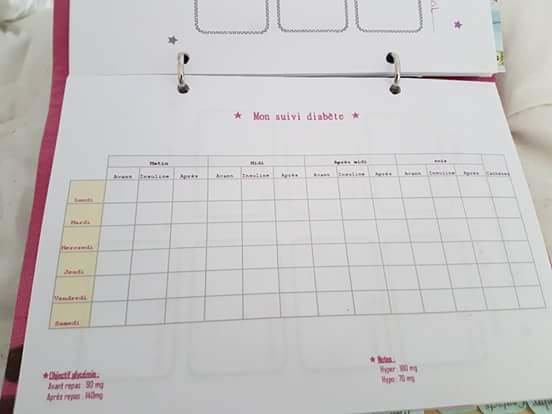 ★ Mon suivi diabète ★
Matin Midi Après midi soir
Avant Insuline Après Avant Insuline Après Avant Insuline Après Avant Insuline Après
Lundi
Mardi
Mercredi
Jeudi
Vendredi
Samedi
★ Objectif glycémie :
Avant repas : 90 mg
Après repas : 140mg
★ Notes :
Hyper : 180 mg
Hypo : 70 mg